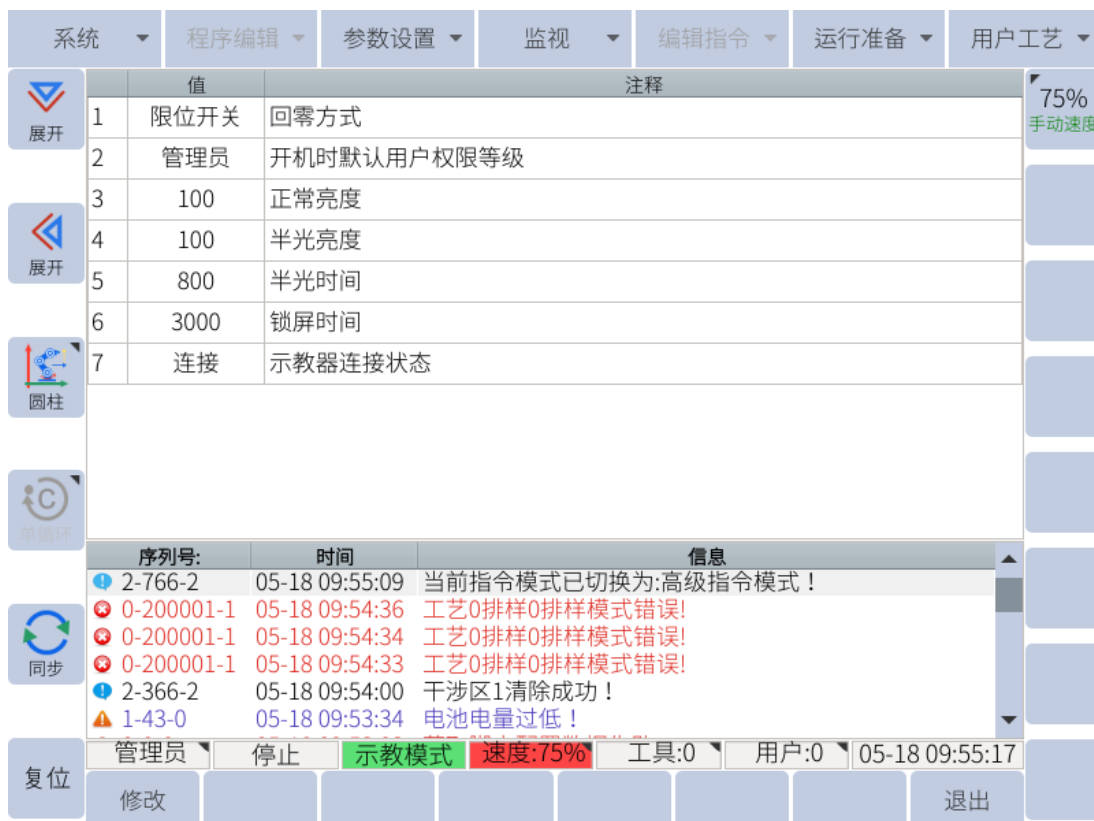 系统 程序编辑 参数设置 监视 编辑指令 运行准备 用户工艺
展开
展开
圆柱
单循环
同步
复位
值 注释
1 限位开关 回零方式
2 管理员 开机时默认用户权限等级
3 100 正常亮度
4 100 半光亮度
5 800 半光时间
6 3000 锁屏时间
7 连接 示教器连接状态
75%
手动速度
序列号: 时间 信息
2-766-2 05-18 09:55:09 当前指令模式已切换为:高级指令模式！
0-200001-1 05-18 09:54:36 工艺0排样0排样模式错误!
0-200001-1 05-18 09:54:34 工艺0排样0排样模式错误!
0-200001-1 05-18 09:54:33 工艺0排样0排样模式错误!
2-366-2 05-18 09:54:00 干涉区1清除成功！
1-43-0 05-18 09:53:34 电池电量过低！
管理员 停止 示教模式 速度:75% 工具:0 用户:0 05-18 09:55:17
修改 退出